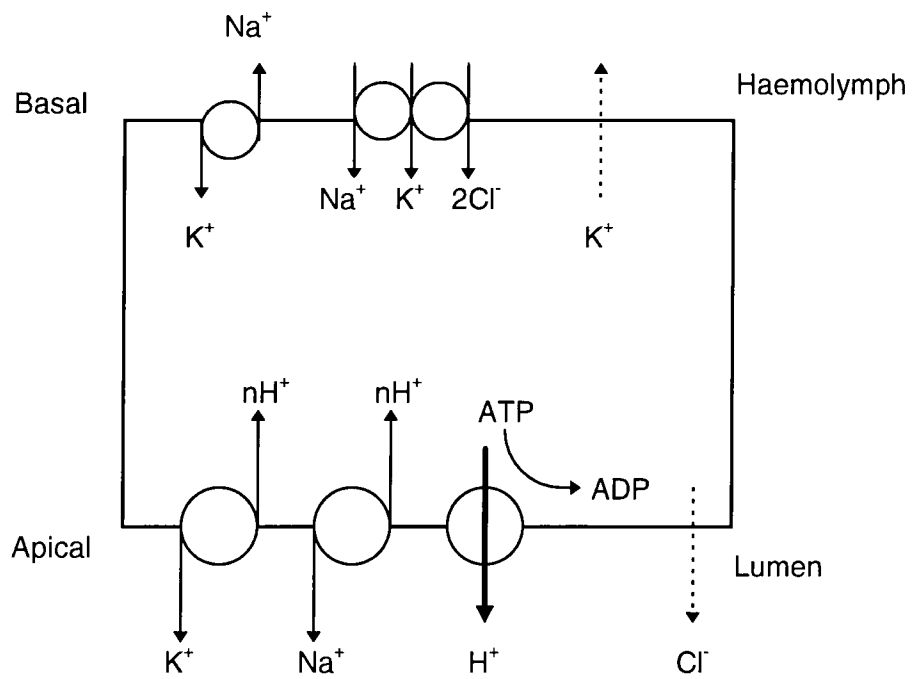 Na⁺
Basal
Haemolymph
K⁺
Na⁺ K⁺ 2Cl⁻
K⁺
nH⁺
nH⁺
ATP
ADP
Apical
Lumen
K⁺
Na⁺
H⁺
Cl⁻